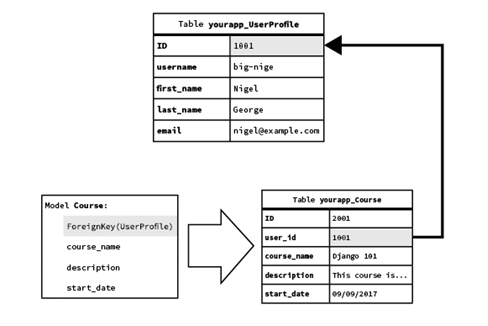 Table yourapp_UserProfile
ID 1001
username big-nige
first_name Nigel
last_name George
email nigel@example.com
Model Course:
ForeignKey(UserProfile)
course_name
description
start_date
Table yourapp_Course
ID 2001
user_id 1001
course_name Django 101
description This course is...
start_date 09/09/2017